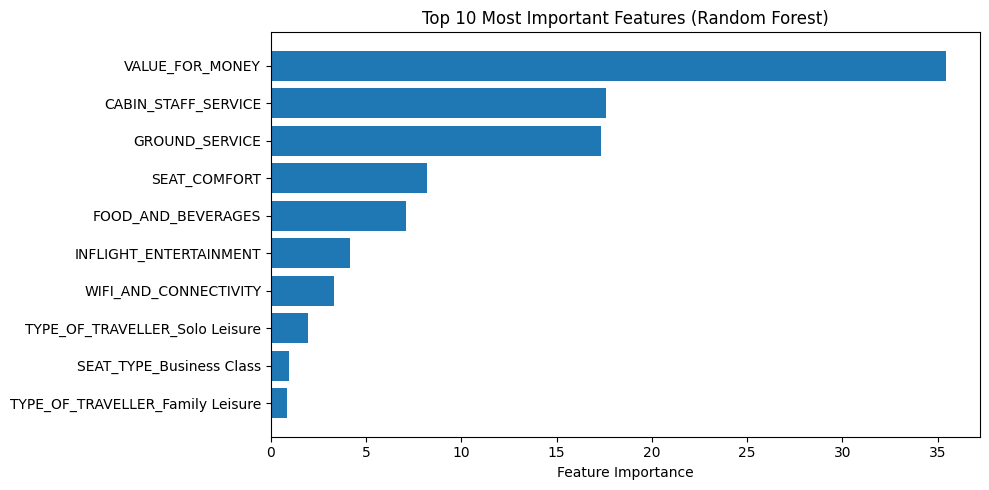 Top 10 Most Important Features (Random Forest)
VALUE_FOR_MONEY
CABIN_STAFF_SERVICE
GROUND_SERVICE
SEAT_COMFORT
FOOD_AND_BEVERAGES
INFLIGHT_ENTERTAINMENT
WIFI_AND_CONNECTIVITY
TYPE_OF_TRAVELLER_Solo Leisure
SEAT_TYPE_Business Class
TYPE_OF_TRAVELLER_Family Leisure
0 5 10 15 20 25 30 35
Feature Importance